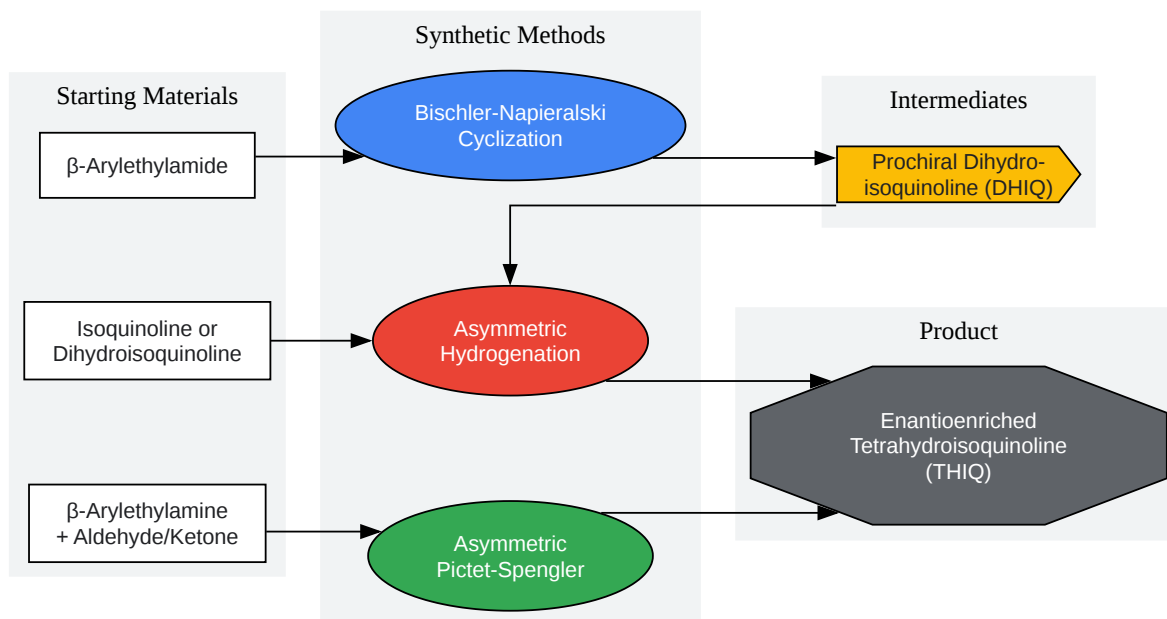 Synthetic Methods
Starting Materials
Intermediates
Bischler-Napieralski
Cyclization
β-Arylethylamide
Prochiral Dihydro-
isoquinoline (DHIQ)
Isoquinoline or
Dihydroisoquinoline
Asymmetric
Hydrogenation
Product
Enantioenriched
Tetrahydroisoquinoline
(THIQ)
β-Arylethylamine
+ Aldehyde/Ketone
Asymmetric
Pictet-Spengler